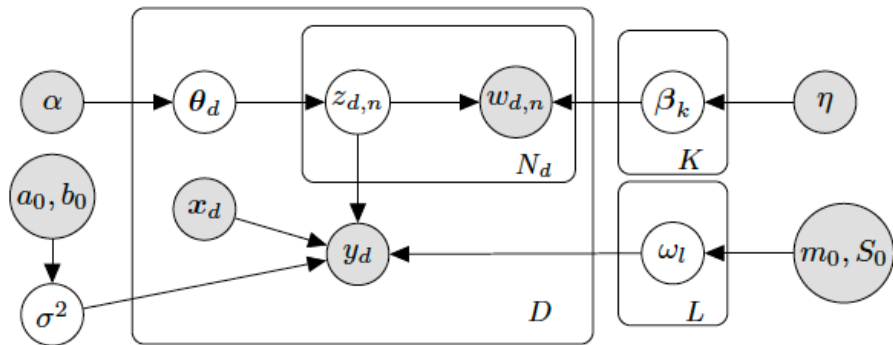 α
θ_d
z_{d,n}
w_{d,n}
β_k
η
N_d
K
a_0, b_0
x_d
y_d
ω_l
m_0, S_0
σ^2
D
L